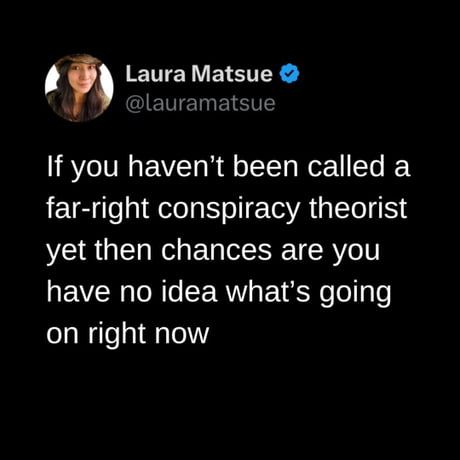 Laura Matsue
@lauramatsue
If you haven’t been called a
far-right conspiracy theorist
yet then chances are you
have no idea what’s going
on right now